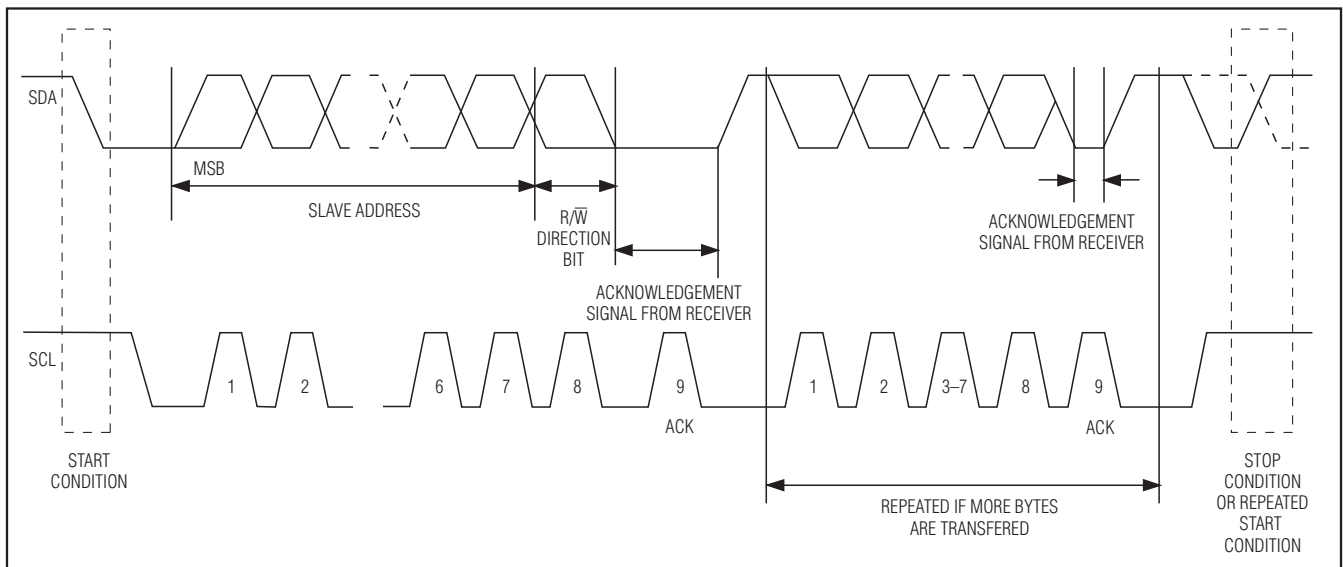 SDA
MSB
SLAVE ADDRESS
R/W̅
DIRECTION
BIT
ACKNOWLEDGEMENT
SIGNAL FROM RECEIVER
ACKNOWLEDGEMENT
SIGNAL FROM RECEIVER
SCL
1 2 6 7 8 9 1 2 3–7 8 9
ACK ACK
START
CONDITION
REPEATED IF MORE BYTES
ARE TRANSFERED
STOP
CONDITION
OR REPEATED
START
CONDITION